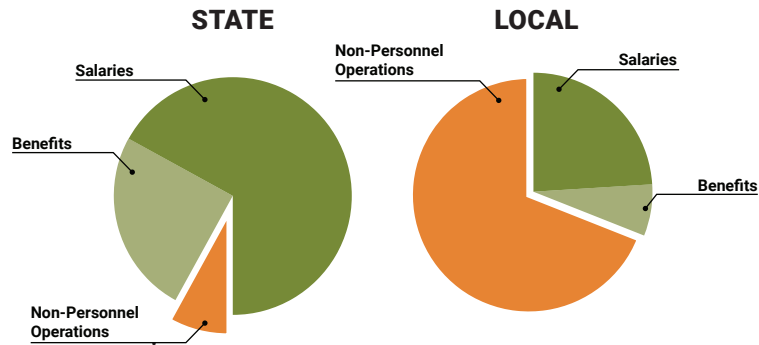 STATE
Salaries
Benefits
Non-Personnel
Operations
LOCAL
Non-Personnel
Operations
Salaries
Benefits